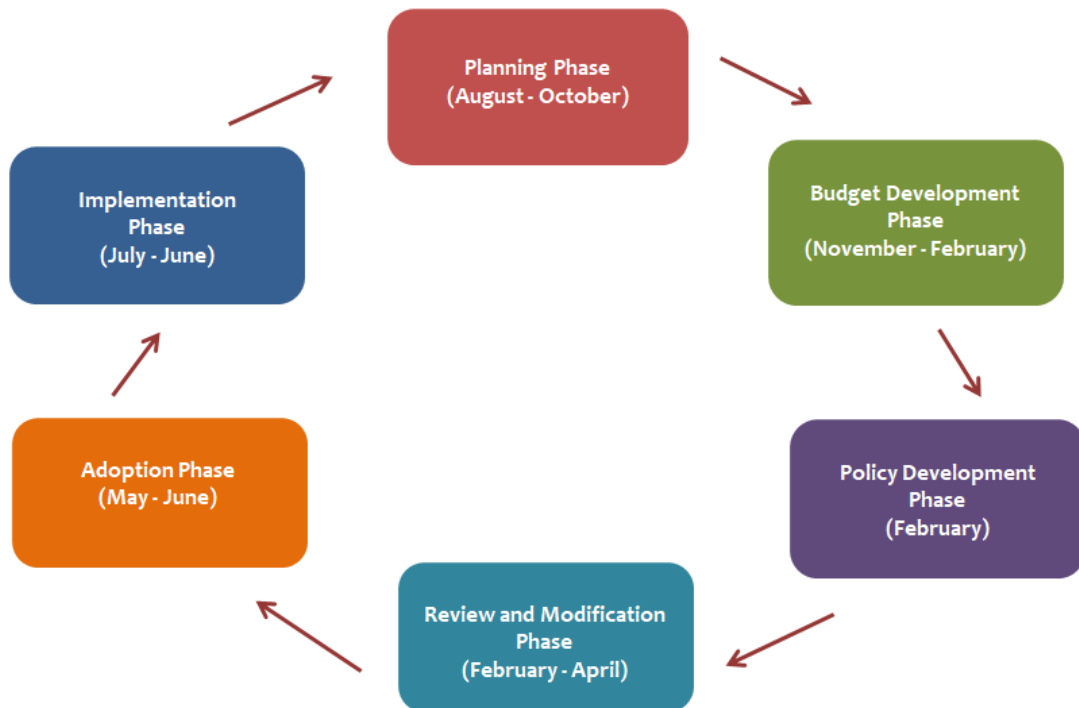 Planning Phase
(August - October)
Budget Development
Phase
(November - February)
Policy Development
Phase
(February)
Review and Modification
Phase
(February - April)
Adoption Phase
(May - June)
Implementation
Phase
(July - June)